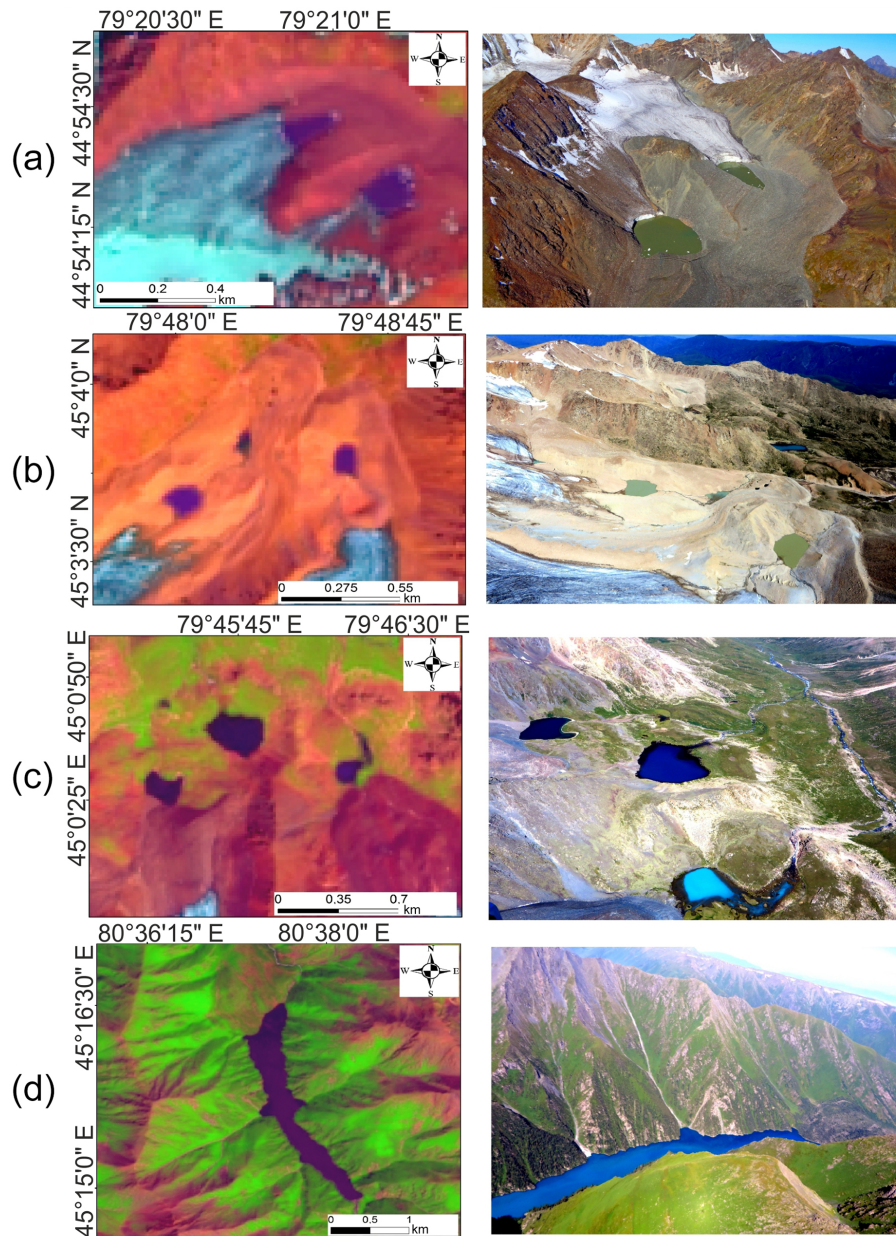 79°20'30" E 79°21'0" E
N
W E
S
44°54'30" N
(a)
44°54'15" N
0 0.2 0.4
km
79°48'0" E 79°48'45" E
N
W E
S
45°4'0" N
(b)
45°3'30" N
0 0.275 0.55
km
79°45'45" E 79°46'30" E
N
W E
S
45°0'50" E
(c)
45°0'25" E
0 0.35 0.7
km
80°36'15" E 80°38'0" E
N
W E
S
45°16'30" E
(d)
45°15'0" E
0 0,5 1
km